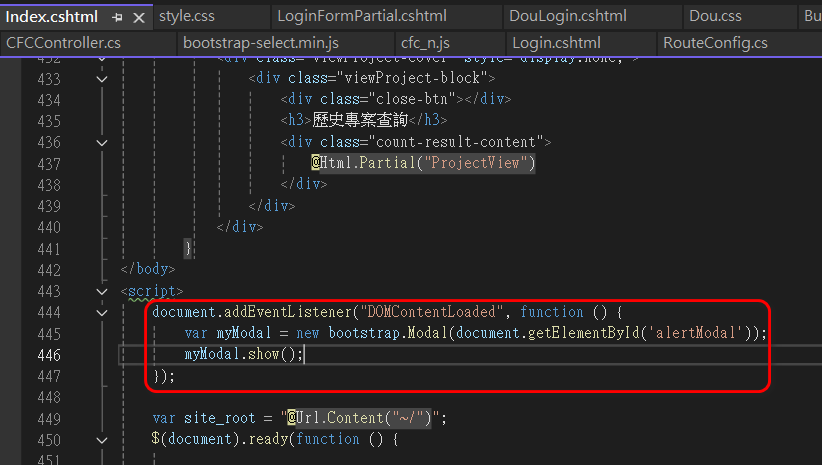 Index.cshtml style.css LoginFormPartial.cshtml DouLogin.cshtml Dou.css Bu
CFCController.cs bootstrap-select.min.js cfc_n.js Login.cshtml RouteConfig.cs
432 <div class="viewProject-cover" style="display:none;">
433 <div class="viewProject-block">
434 <div class="close-btn"></div>
435 <h3>歷史專案查詢</h3>
436 <div class="count-result-content">
437 @Html.Partial("ProjectView")
438 </div>
439 </div>
440 </div>
441 }
442 </body>
443 <script>
444 document.addEventListener("DOMContentLoaded", function () {
445 var myModal = new bootstrap.Modal(document.getElementById('alertModal'));
446 myModal.show();
447 });
448
449 var site_root = "@Url.Content("~/")";
450 $(document).ready(function () {
451